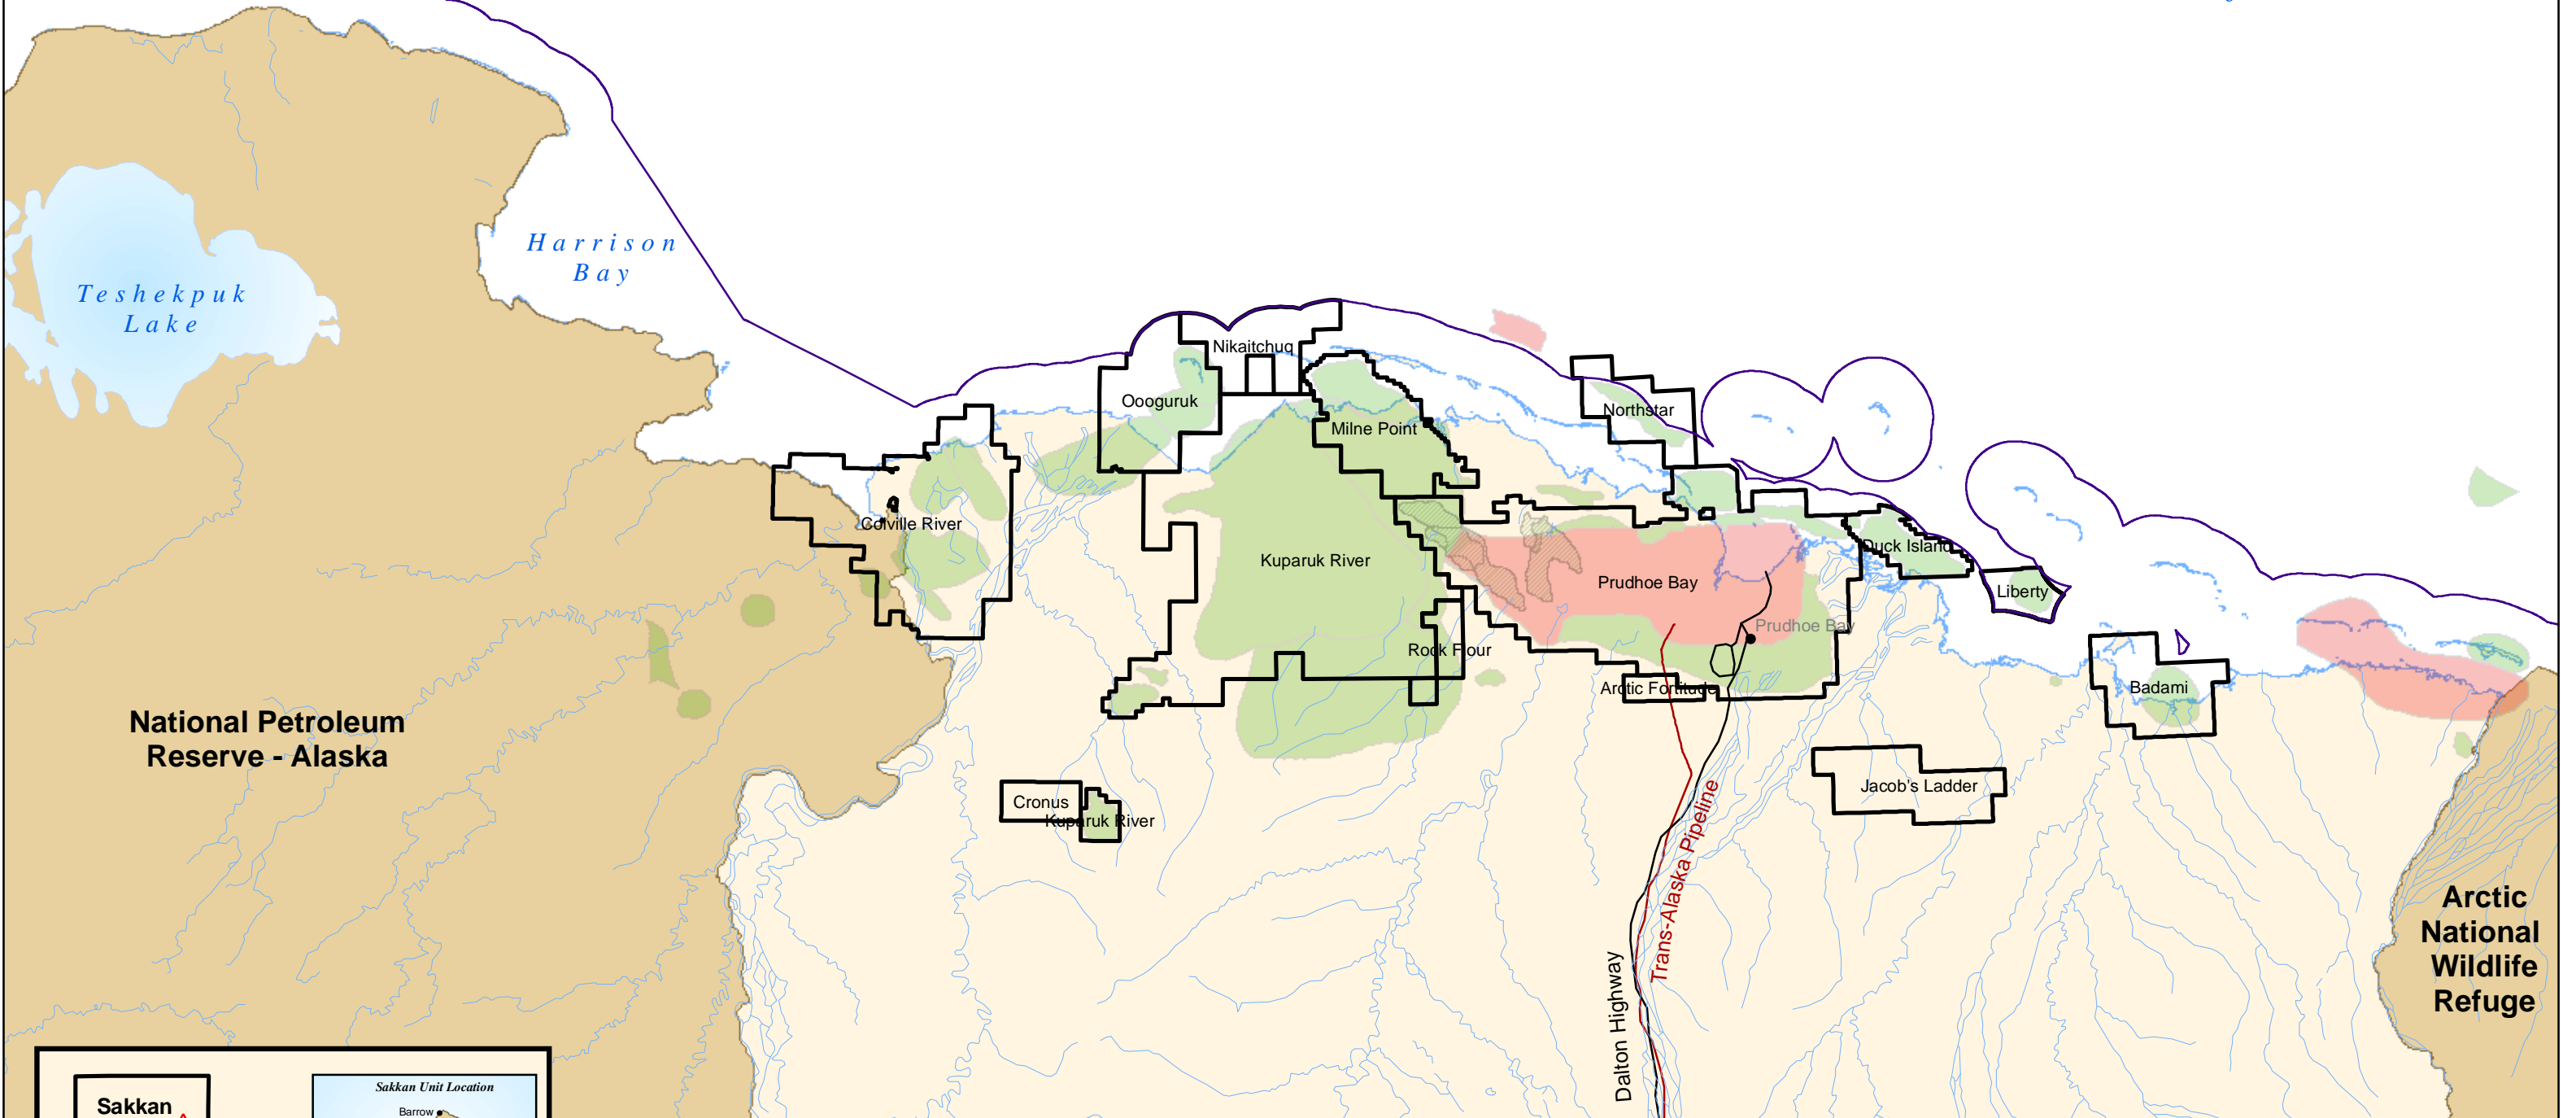 Harrison
Bay
Teshekpuk
Lake
Nikaitchuq
Oooguruk
Milne Point
Northstar
Colville River
Kuparuk River
Prudhoe Bay
Duck Island
Liberty
Prudhoe Bay
Rock Flour
Arctic Fortitude
Badami
National Petroleum
Reserve - Alaska
Cronus
Kuparuk River
Jacob's Ladder
Trans-Alaska Pipeline
Dalton Highway
Arctic
National
Wildlife
Refuge
Sakkan
Sakkan Unit Location
Barrow